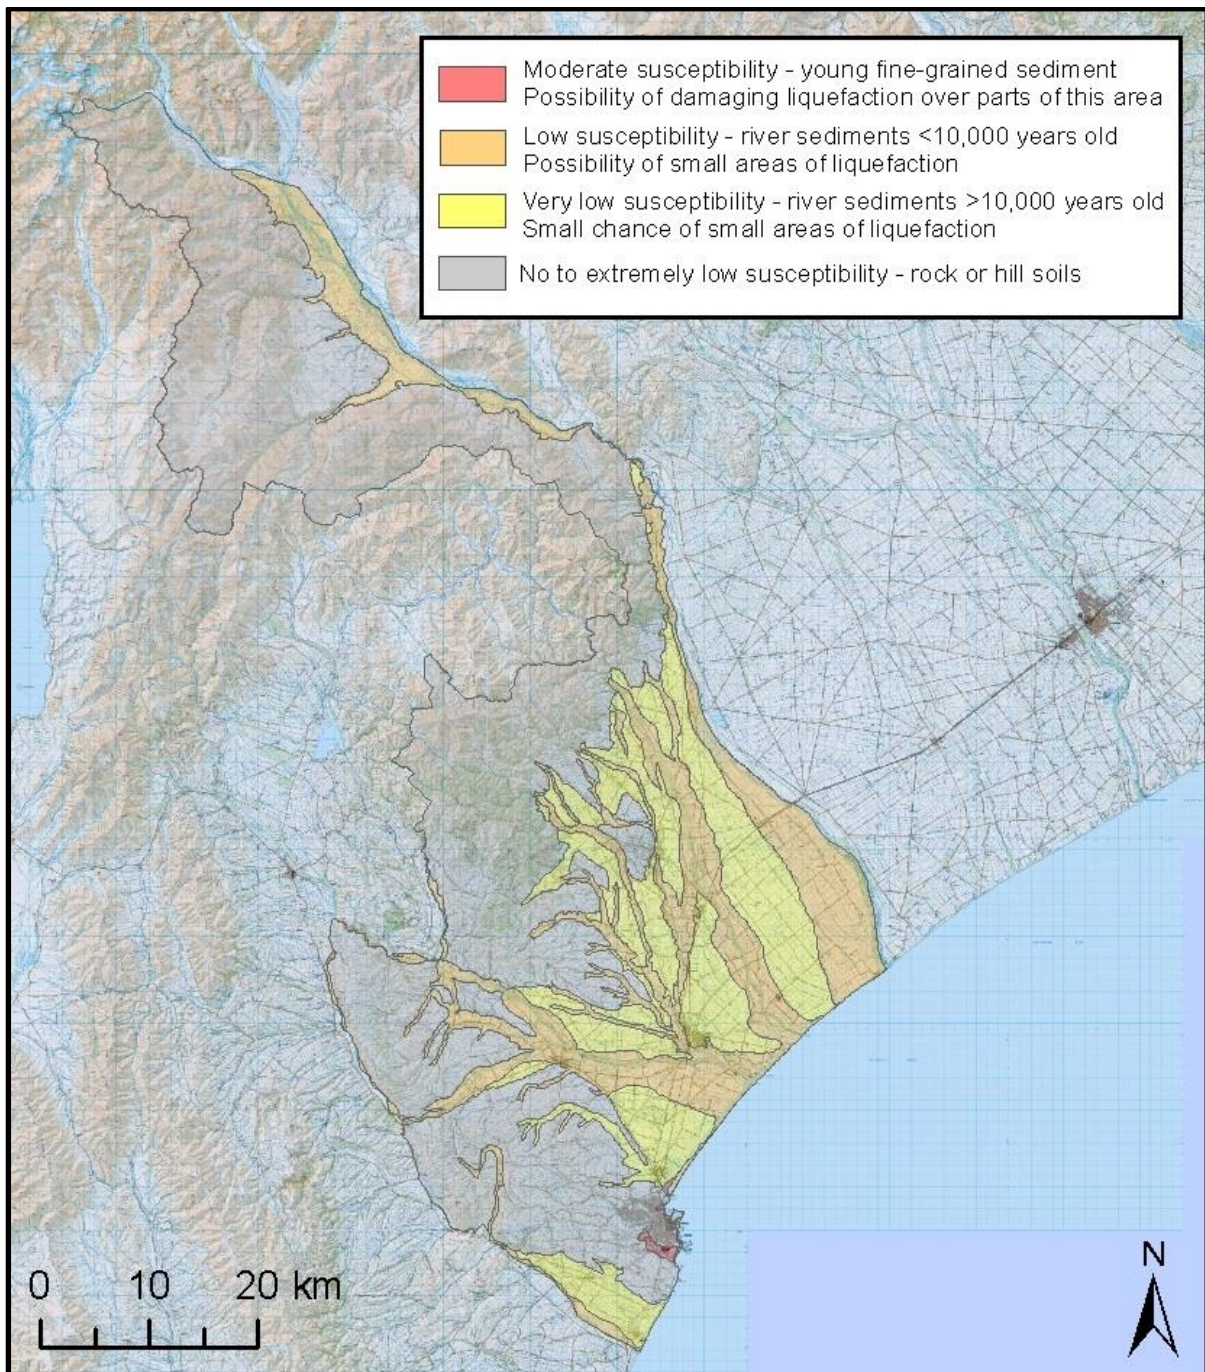 Moderate susceptibility - young fine-grained sediment
Possibility of damaging liquefaction over parts of this area
Low susceptibility - river sediments <10,000 years old
Possibility of small areas of liquefaction
Very low susceptibility - river sediments >10,000 years old
Small chance of small areas of liquefaction
No to extremely low susceptibility - rock or hill soils
0 10 20 km
N